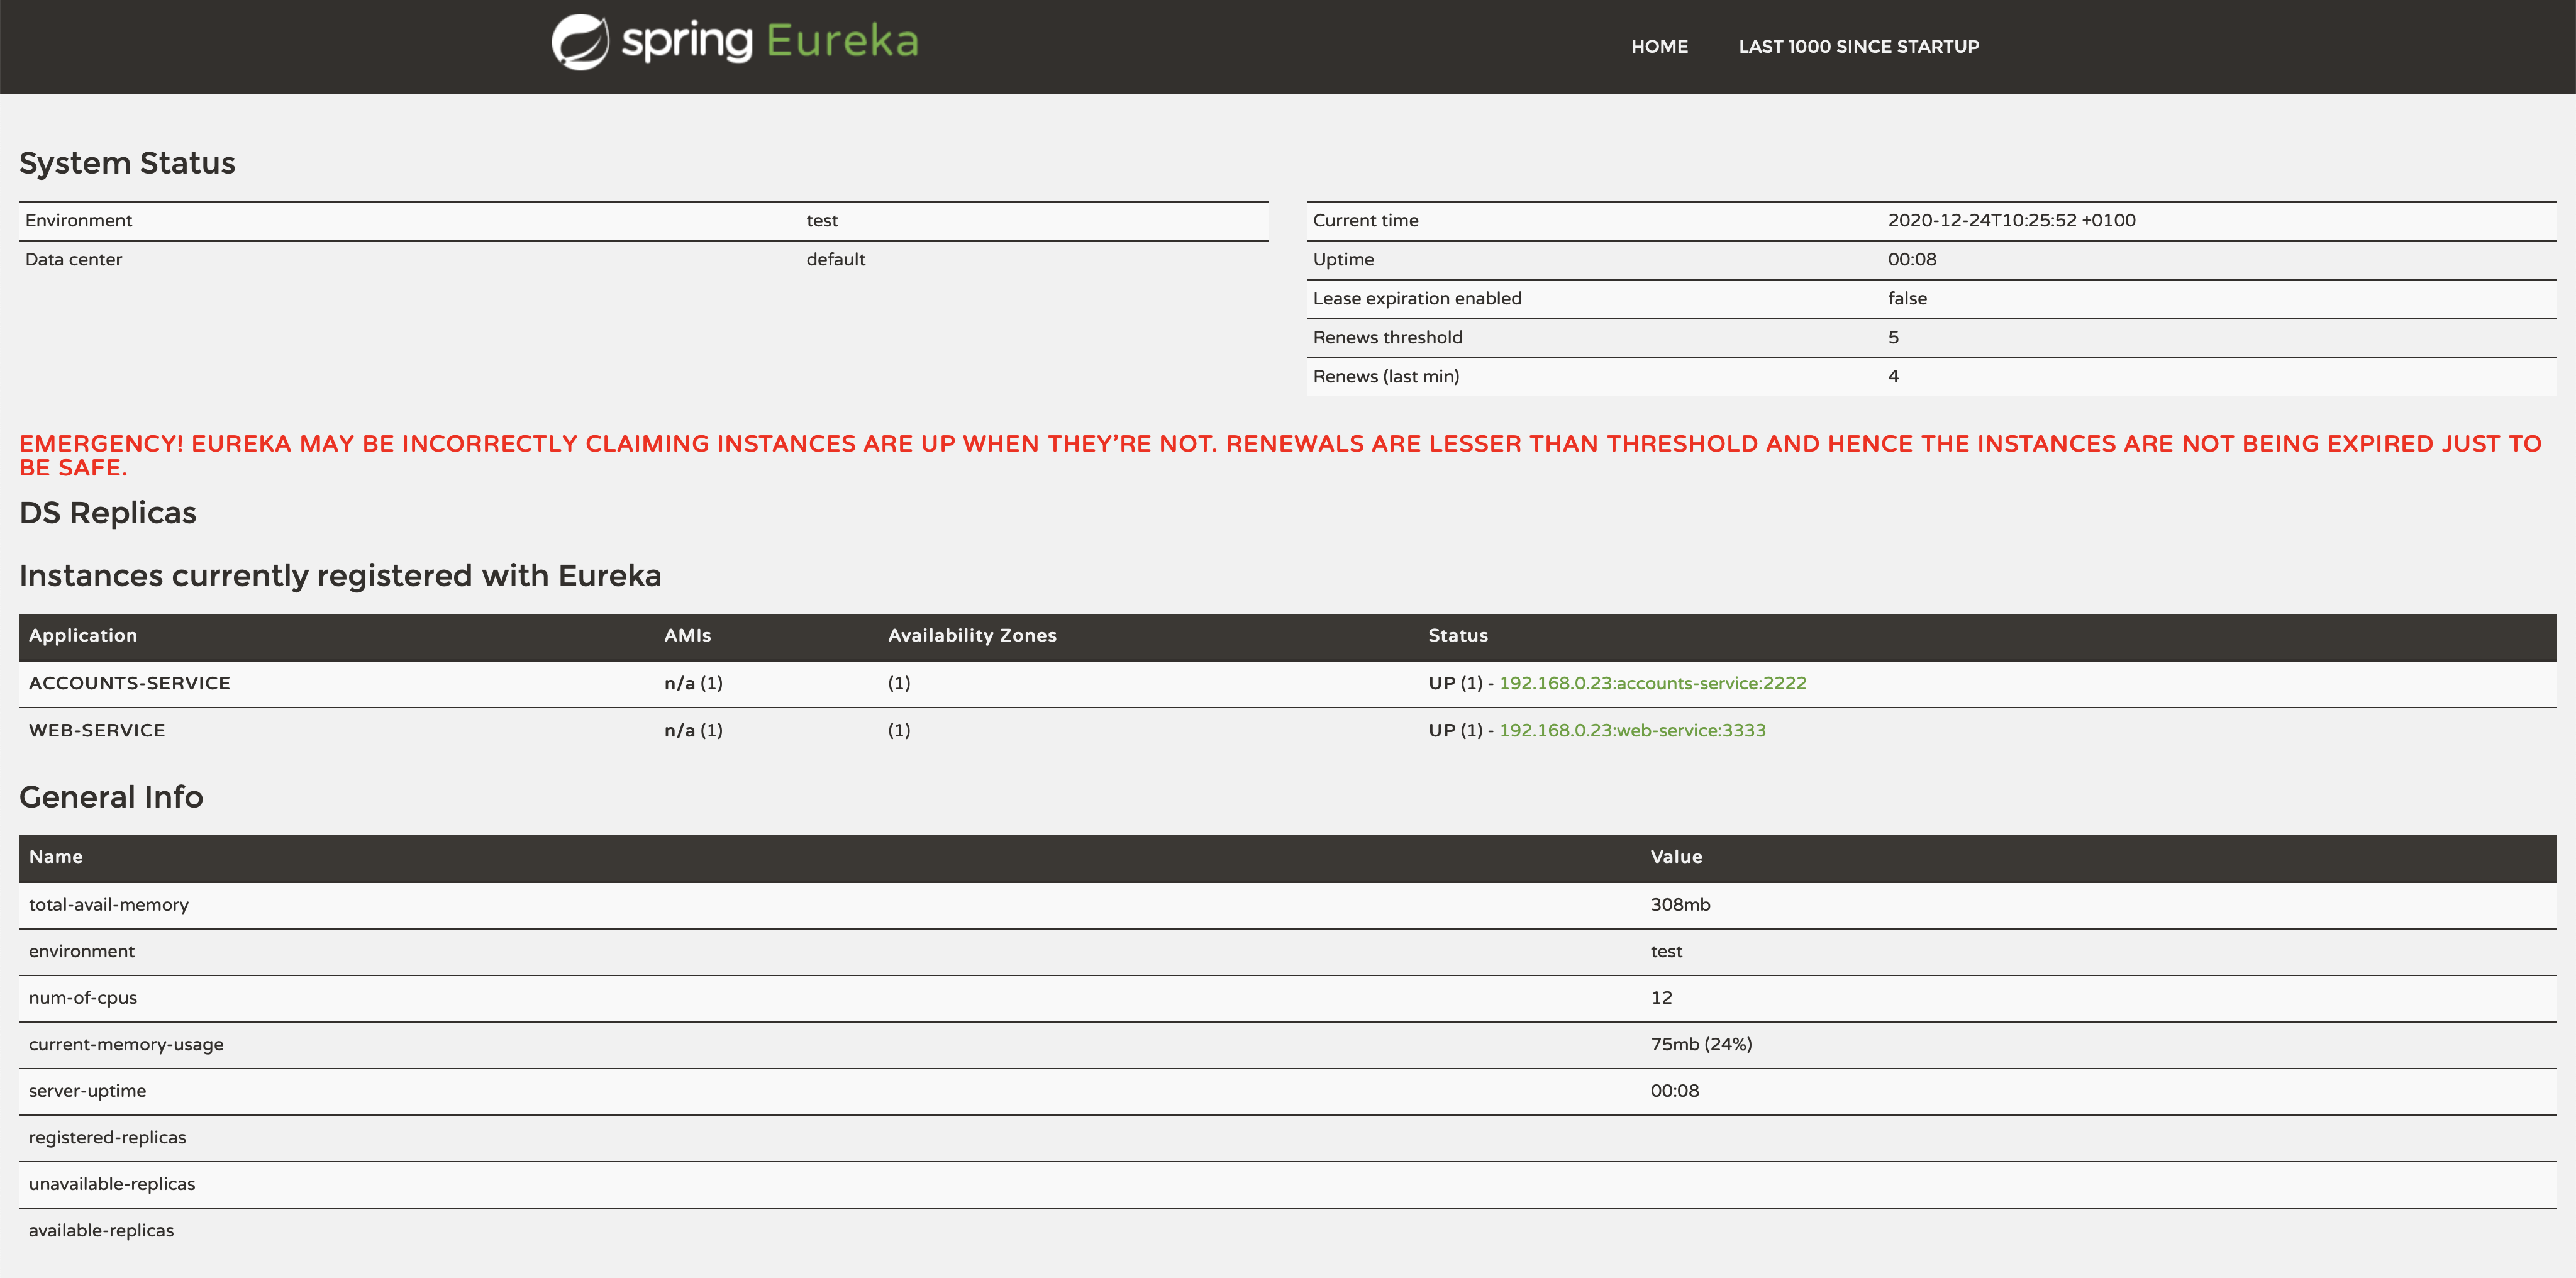 spring Eureka
HOME LAST 1000 SINCE STARTUP
System Status
Environment test
Data center default
Current time 2020-12-24T10:25:52 +0100
Uptime 00:08
Lease expiration enabled false
Renews threshold 5
Renews (last min) 4
EMERGENCY! EUREKA MAY BE INCORRECTLY CLAIMING INSTANCES ARE UP WHEN THEY’RE NOT. RENEWALS ARE LESSER THAN THRESHOLD AND HENCE THE INSTANCES ARE NOT BEING EXPIRED JUST TO
BE SAFE.
DS Replicas
Instances currently registered with Eureka
Application AMIs Availability Zones Status
ACCOUNTS-SERVICE n/a (1) (1) UP (1) - 192.168.0.23:accounts-service:2222
WEB-SERVICE n/a (1) (1) UP (1) - 192.168.0.23:web-service:3333
General Info
Name Value
total-avail-memory 308mb
environment test
num-of-cpus 12
current-memory-usage 75mb (24%)
server-uptime 00:08
registered-replicas
unavailable-replicas
available-replicas